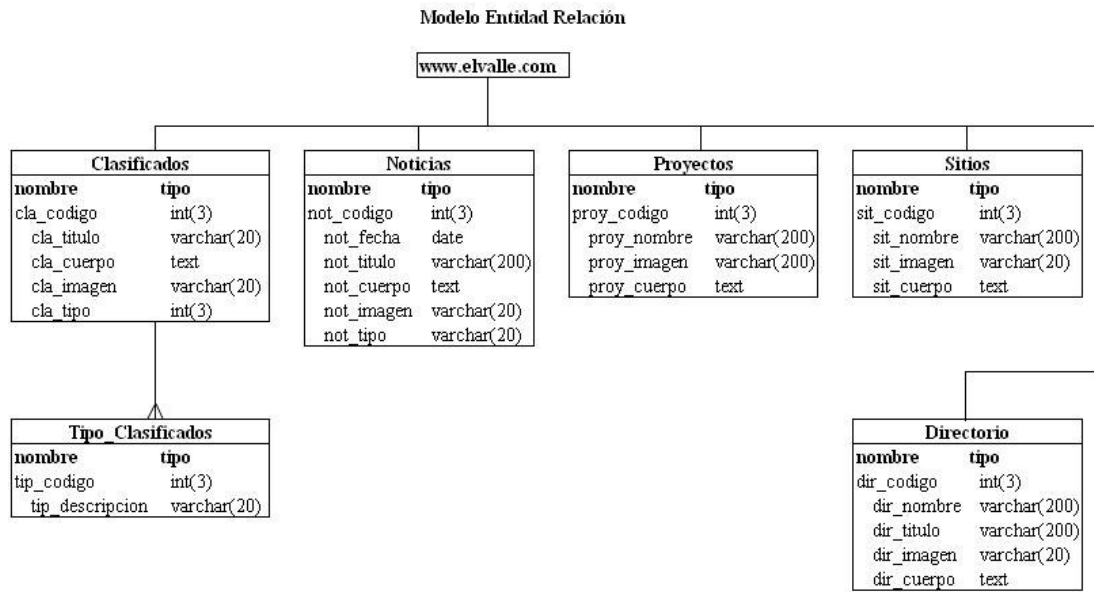 Modelo Entidad Relación
www.elvalle.com
Clasificados
nombre tipo
cla_codigo int(3)
cla_titulo varchar(20)
cla_cuerpo text
cla_imagen varchar(20)
cla_tipo int(3)
Noticias
nombre tipo
not_codigo int(3)
not_fecha date
not_titulo varchar(200)
not_cuerpo text
not_imagen varchar(20)
not_tipo varchar(20)
Proyectos
nombre tipo
proy_codigo int(3)
proy_nombre varchar(200)
proy_imagen varchar(200)
proy_cuerpo text
Sitios
nombre tipo
sit_codigo int(3)
sit_nombre varchar(200)
sit_imagen varchar(20)
sit_cuerpo text
Tipo_Clasificados
nombre tipo
tip_codigo int(3)
tip_descripcion varchar(20)
Directorio
nombre tipo
dir_codigo int(3)
dir_nombre varchar(200)
dir_titulo varchar(200)
dir_imagen varchar(20)
dir_cuerpo text